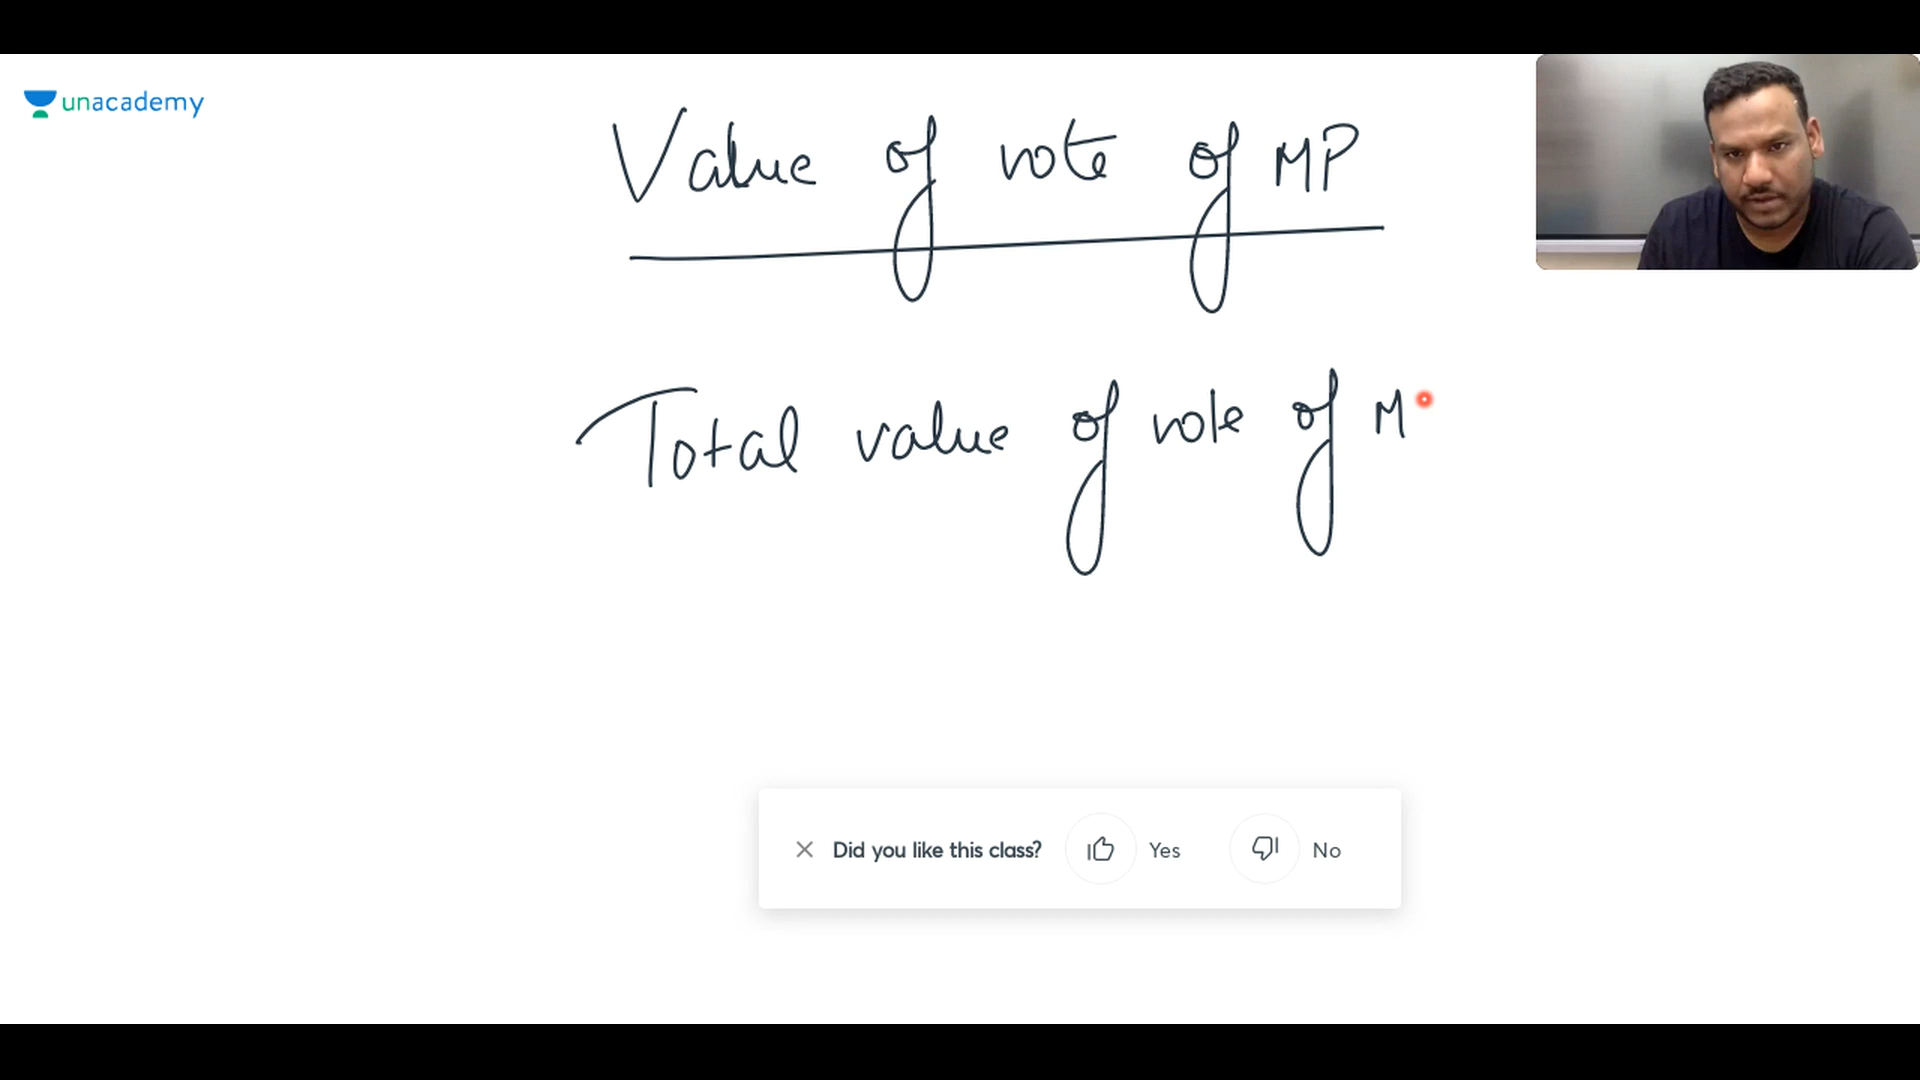 unacademy
Value of vote of MP
Total value of vote of M
Did you like this class? Yes No